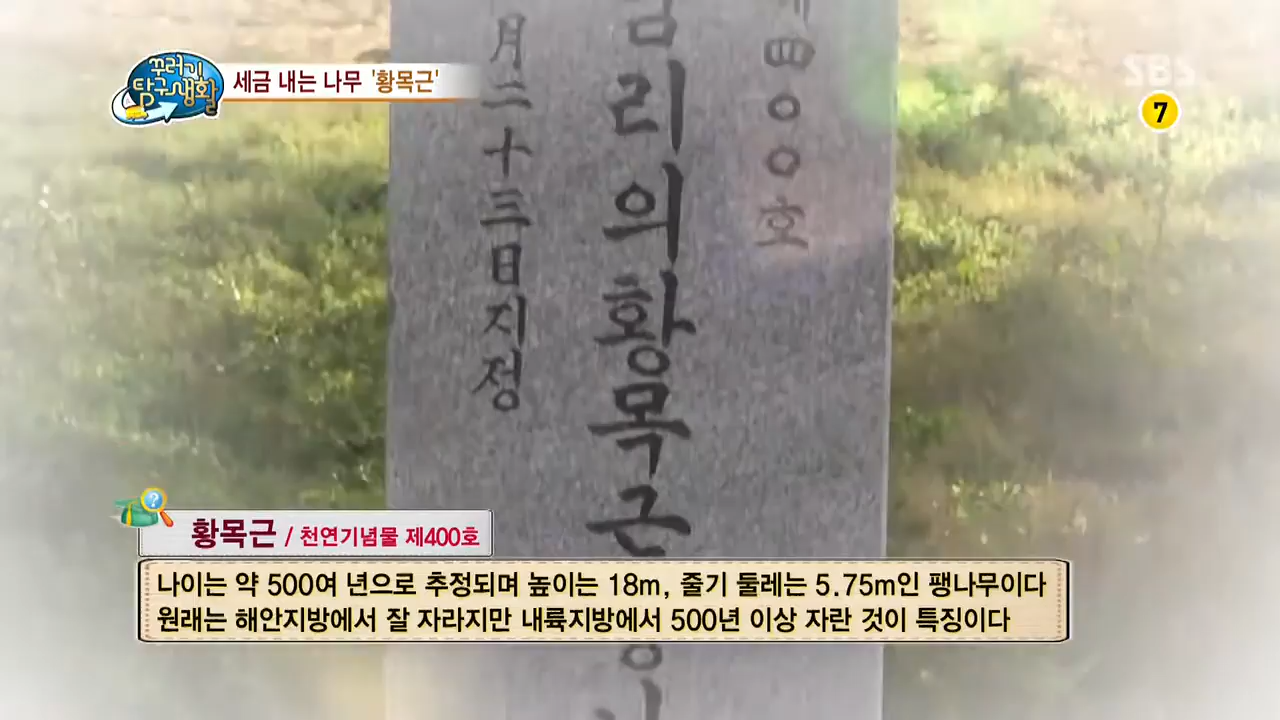 꾸러기 탐구생활
세금 내는 나무 '황목근'
SBS
7
四００호
리의황목근
月二十三日지정
황목근 / 천연기념물 제400호
나이는 약 500여 년으로 추정되며 높이는 18m, 줄기 둘레는 5.75m인 팽나무이다
원래는 해안지방에서 잘 자라지만 내륙지방에서 500년 이상 자란 것이 특징이다